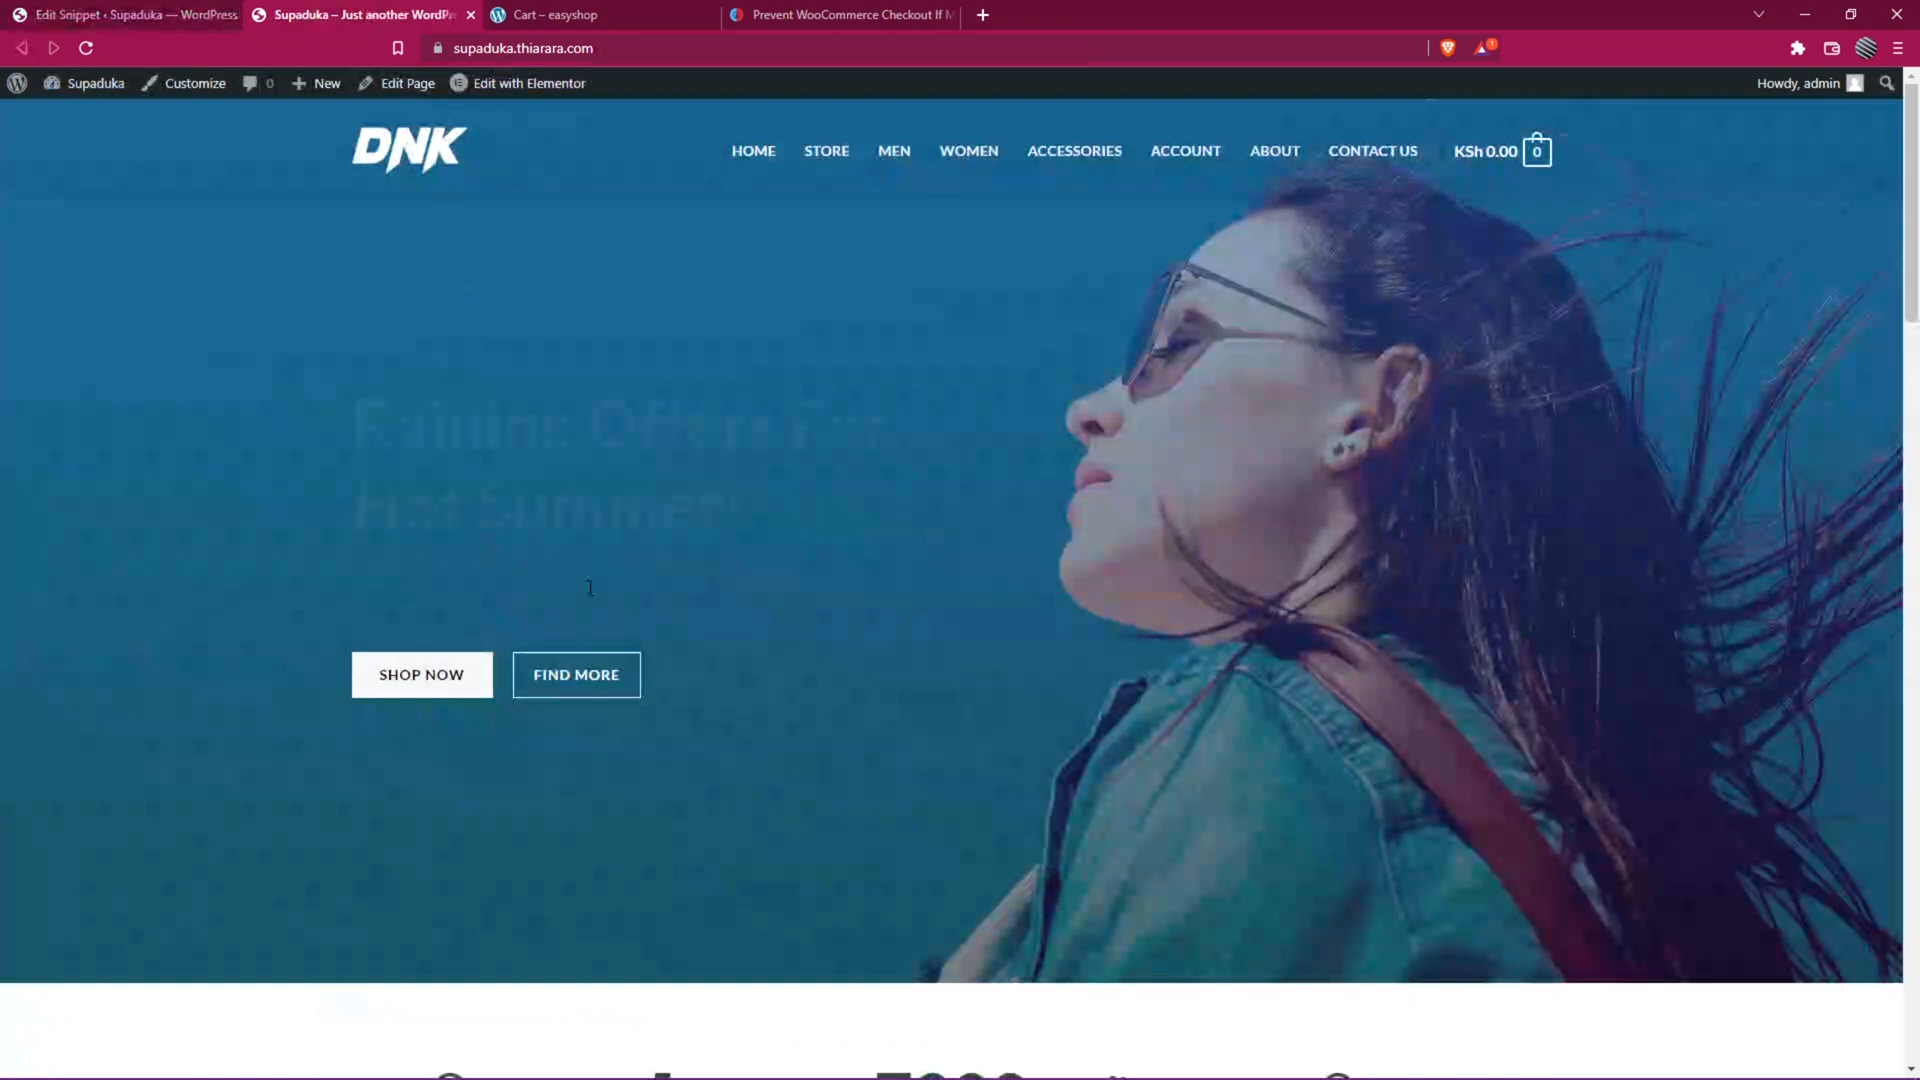 Edit Snippet ‹ Supaduka — WordPress
Supaduka – Just another WordPr
Cart – easyshop
Prevent WooCommerce Checkout If M
supaduka.thiarara.com
1
Supaduka
Customize
0
New
Edit Page
Edit with Elementor
Howdy, admin
DNK
HOME
STORE
MEN
WOMEN
ACCESSORIES
ACCOUNT
ABOUT
CONTACT US
KSh 0.00
0
Raining Offers For
Hot Summer!
SHOP NOW
FIND MORE